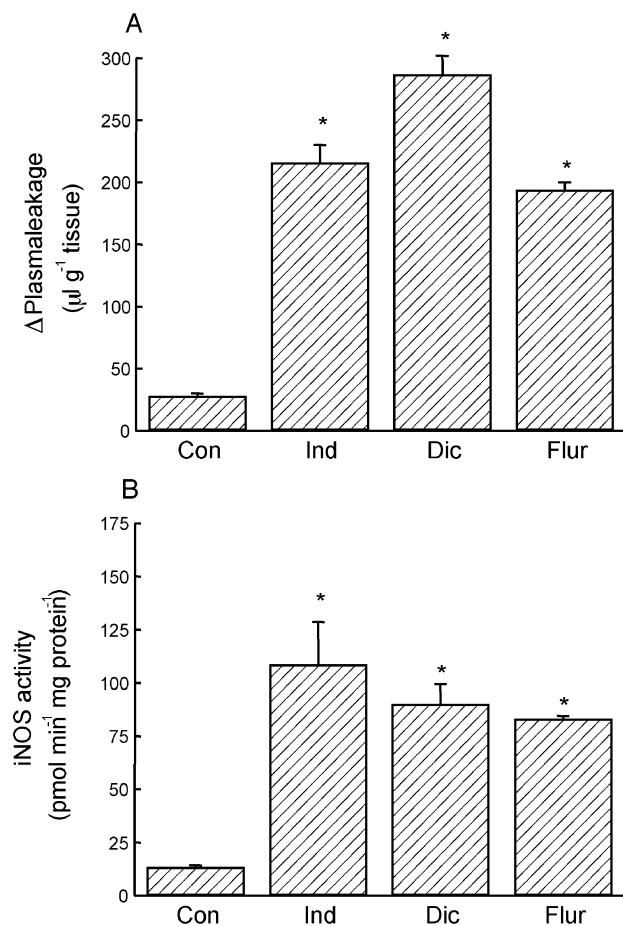 A
*
300
*
250
*
200
150
100
50
0
Δ Plasmaleakage
(μl g⁻¹ tissue)
Con Ind Dic Flur
B
175
150
*
125
*
100
*
75
50
25
0
iNOS activity
(pmol min⁻¹ mg protein⁻¹)
Con Ind Dic Flur